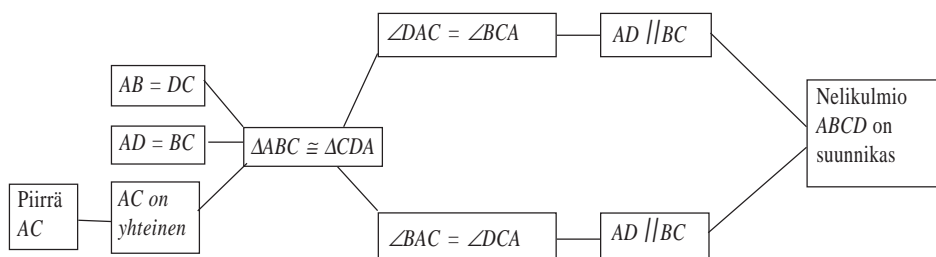 ∠DAC = ∠BCA
AD // BC
AB = DC
AD = BC
ΔABC ≅ ΔCDA
Nelikulmio
ABCD on
suunnikas
Piirrä
AC
AC on
yhteinen
∠BAC = ∠DCA
AD // BC